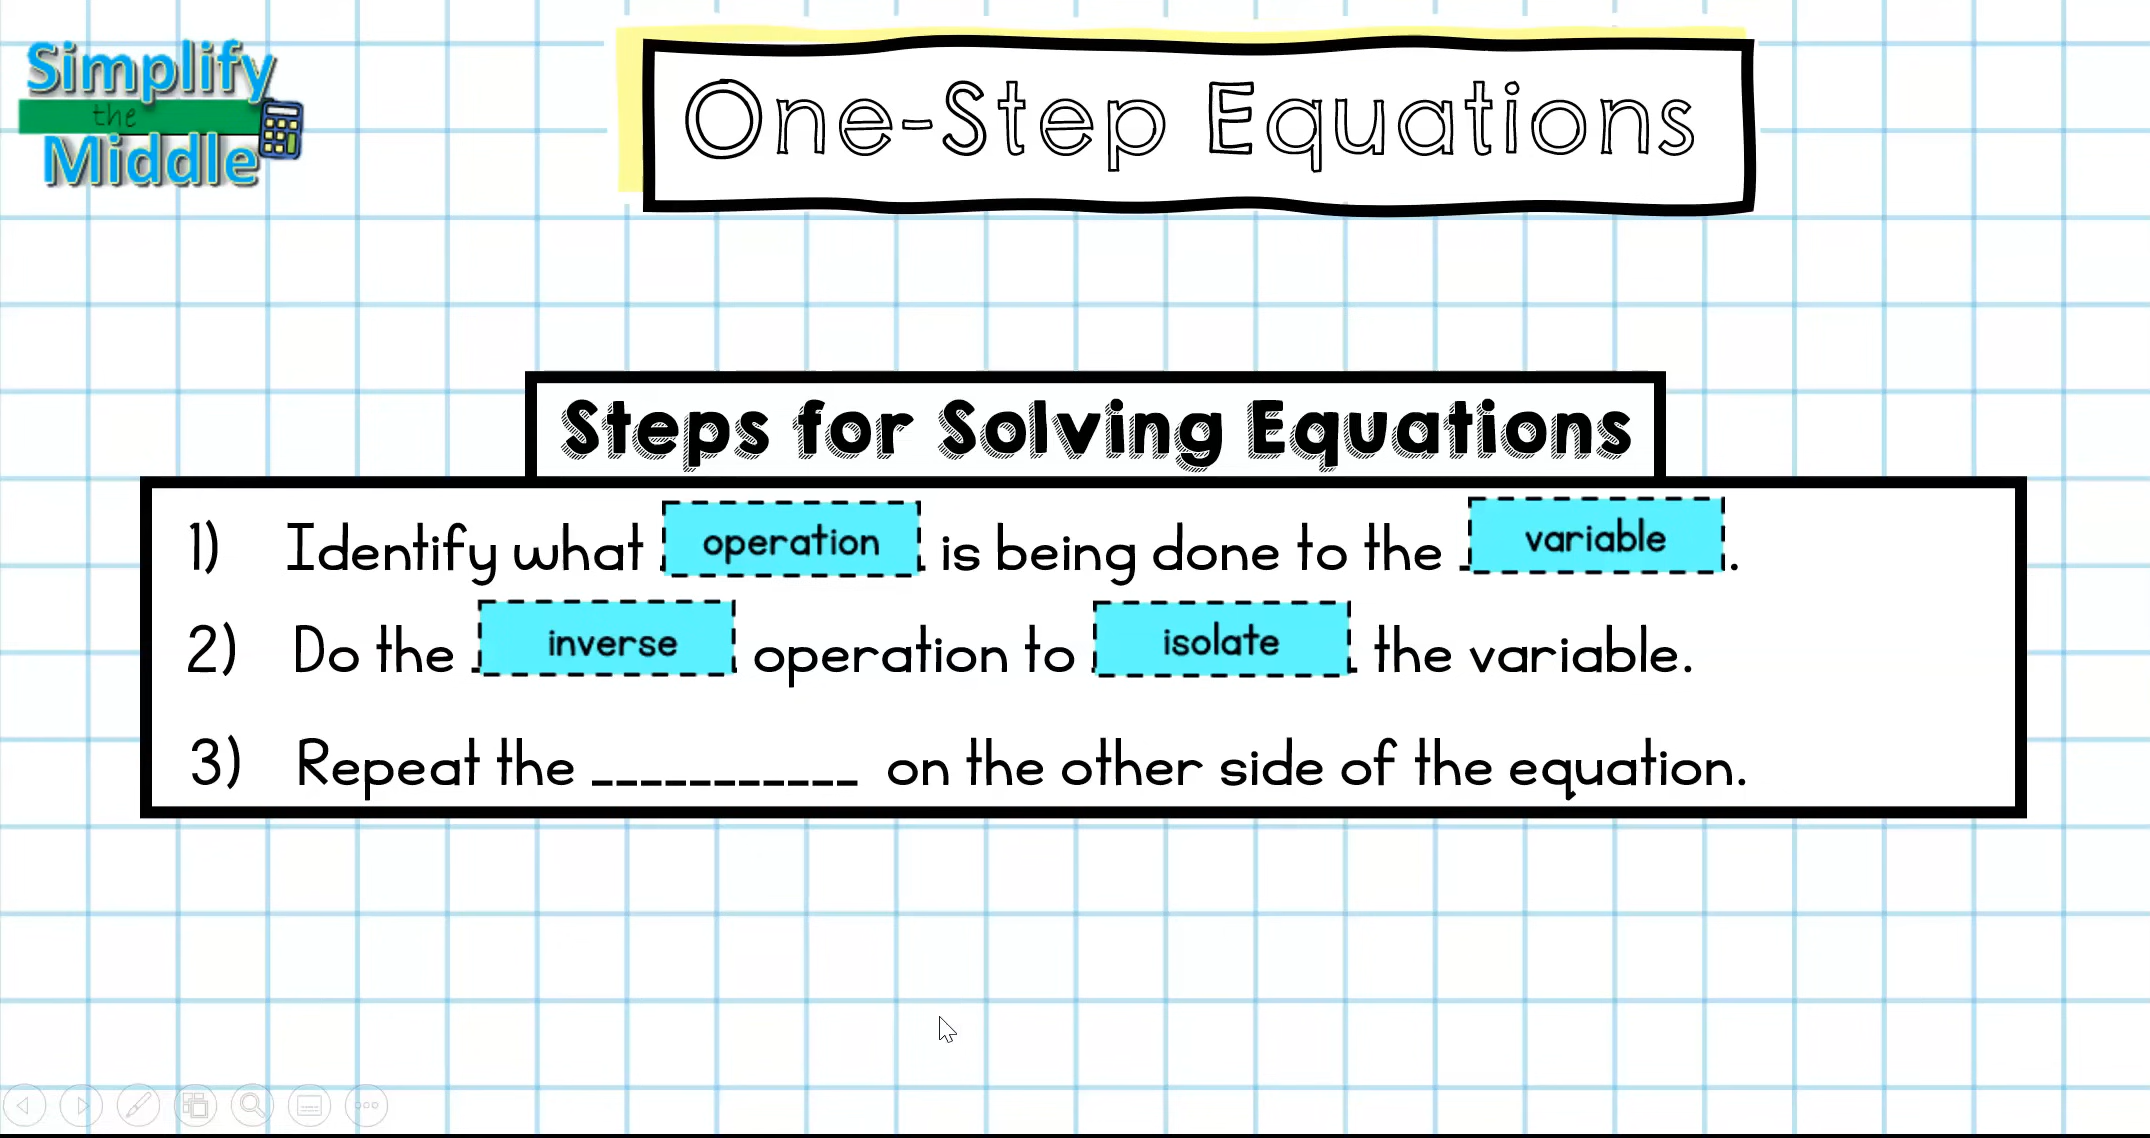 Simplify
the
Middle
One-Step Equations
Steps for Solving Equations
1) Identify what operation is being done to the variable.
2) Do the inverse operation to isolate the variable.
3) Repeat the ___________ on the other side of the equation.